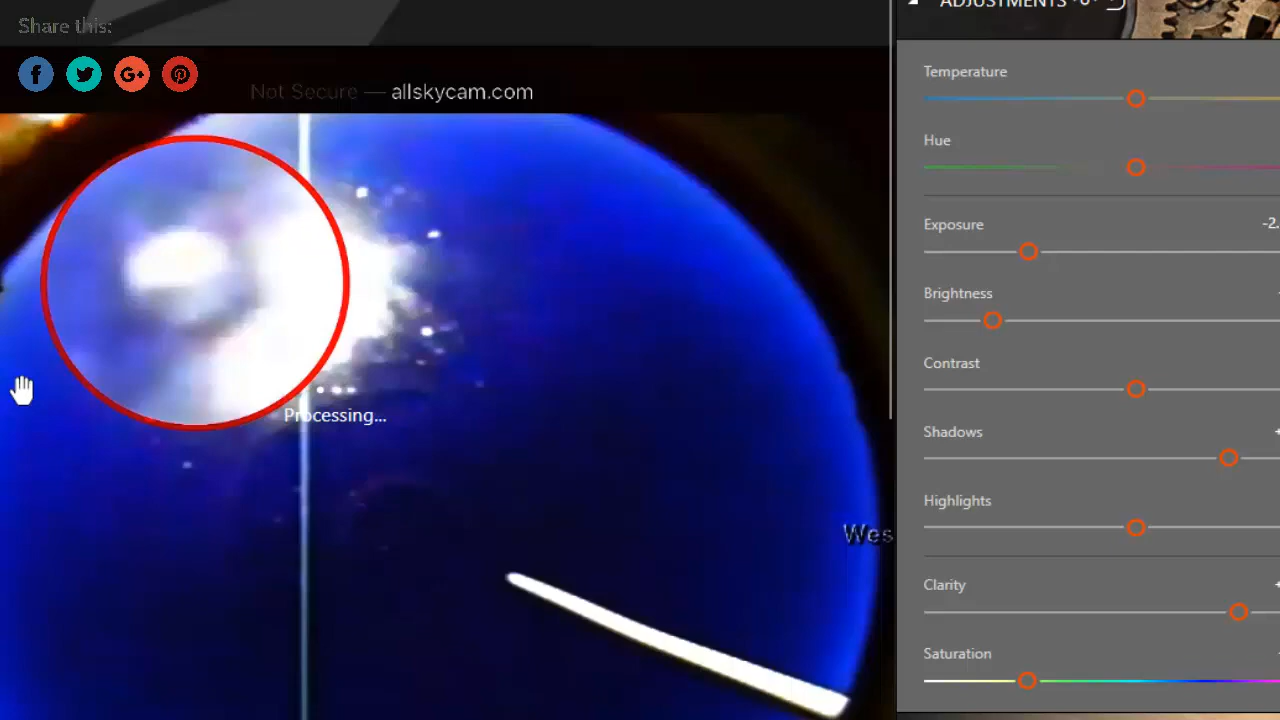 Share this:
Not Secure — allskycam.com
Processing...
Wes
ADJUSTMENTS
Temperature
Hue
Exposure
-2.
Brightness
Contrast
Shadows
Highlights
Clarity
Saturation